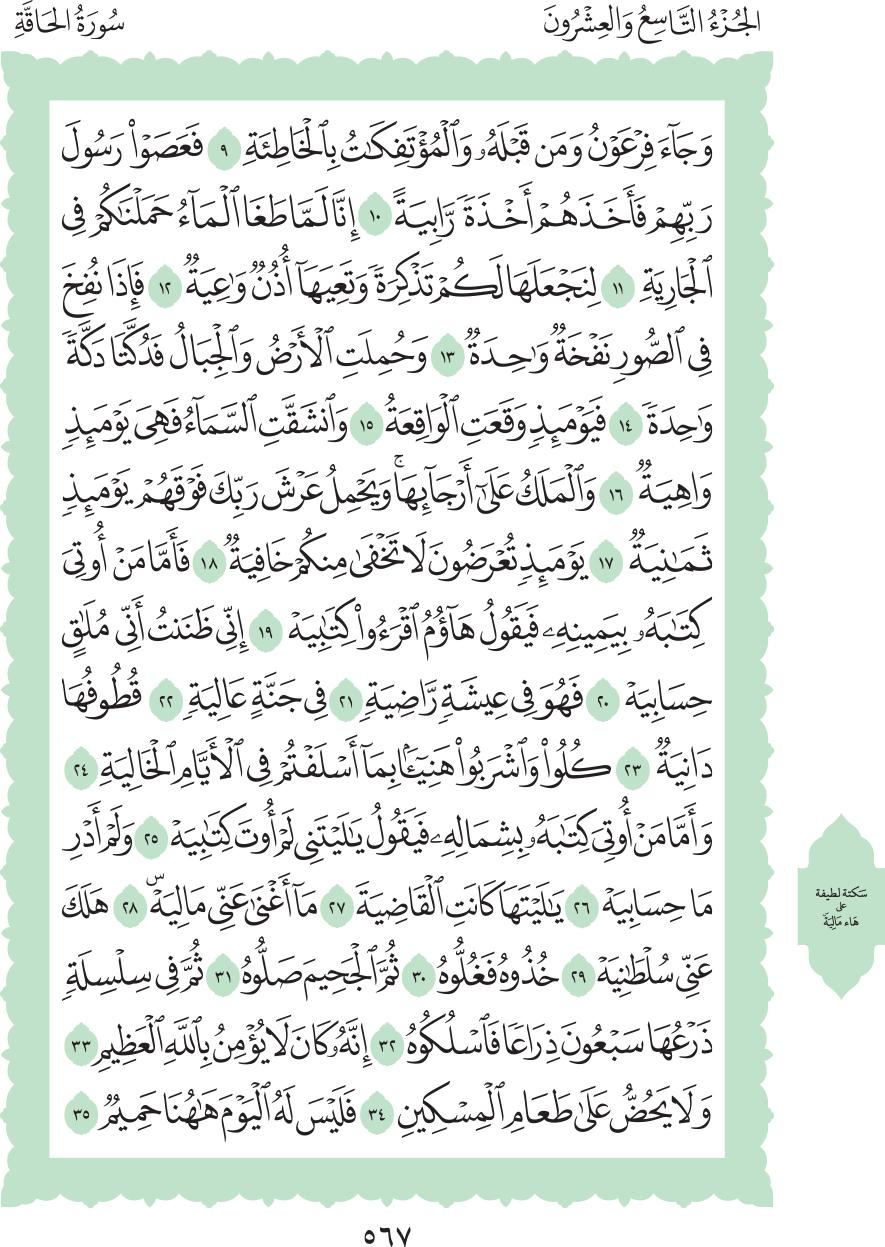 الجُزْءُ التَّاسِعُ وَالعِشْرُونَ
سُورَةُ الحَاقَّةِ
وَجَآءَ فِرْعَوْنُ وَمَن قَبْلَهُۥ وَٱلْمُؤْتَفِكَٰتُ بِٱلْخَاطِئَةِ ٩ فَعَصَوْا۟ رَسُولَ
رَبِّهِمْ فَأَخَذَهُمْ أَخْذَةً رَّابِيَةً ١٠ إِنَّا لَمَّا طَغَا ٱلْمَآءُ حَمَلْنَٰكُمْ فِى
ٱلْجَارِيَةِ ١١ لِنَجْعَلَهَا لَكُمْ تَذْكِرَةً وَتَعِيَهَآ أُذُنٌ وَٰعِيَةٌ ١٢ فَإِذَا نُفِخَ
فِى ٱلصُّورِ نَفْخَةٌ وَٰحِدَةٌ ١٣ وَحُمِلَتِ ٱلْأَرْضُ وَٱلْجِبَالُ فَدُكَّتَا دَكَّةً
وَٰحِدَةً ١٤ فَيَوْمَئِذٍ وَقَعَتِ ٱلْوَاقِعَةُ ١٥ وَٱنشَقَّتِ ٱلسَّمَآءُ فَهِىَ يَوْمَئِذٍ
وَاهِيَةٌ ١٦ وَٱلْمَلَكُ عَلَىٰٓ أَرْجَآئِهَا ۚ وَيَحْمِلُ عَرْشَ رَبِّكَ فَوْقَهُمْ يَوْمَئِذٍ
ثَمَٰنِيَةٌ ١٧ يَوْمَئِذٍ تُعْرَضُونَ لَا تَخْفَىٰ مِنكُمْ خَافِيَةٌ ١٨ فَأَمَّا مَنْ أُوتِىَ
كِتَٰبَهُۥ بِيَمِينِهِۦ فَيَقُولُ هَآؤُمُ ٱقْرَءُوا۟ كِتَٰبِيَهْ ١٩ إِنِّى ظَنَنتُ أَنِّى مُلَٰقٍ
حِسَابِيَهْ ٢٠ فَهُوَ فِى عِيشَةٍ رَّاضِيَةٍ ٢١ فِى جَنَّةٍ عَالِيَةٍ ٢٢ قُطُوفُهَا
دَانِيَةٌ ٢٣ كُلُوا۟ وَٱشْرَبُوا۟ هَنِيٓـًٔۢا بِمَآ أَسْلَفْتُمْ فِى ٱلْأَيَّامِ ٱلْخَالِيَةِ ٢٤
وَأَمَّا مَنْ أُوتِىَ كِتَٰبَهُۥ بِشِمَالِهِۦ فَيَقُولُ يَٰلَيْتَنِى لَمْ أُوتَ كِتَٰبِيَهْ ٢٥ وَلَمْ أَدْرِ
مَا حِسَابِيَهْ ٢٦ يَٰلَيْتَهَا كَانَتِ ٱلْقَاضِيَةَ ٢٧ مَآ أَغْنَىٰ عَنِّى مَالِيَهْ ۜ ٢٨ هَلَكَ
عَنِّى سُلْطَٰنِيَهْ ٢٩ خُذُوهُ فَغُلُّوهُ ٣٠ ثُمَّ ٱلْجَحِيمَ صَلُّوهُ ٣١ ثُمَّ فِى سِلْسِلَةٍ
ذَرْعُهَا سَبْعُونَ ذِرَاعًا فَٱسْلُكُوهُ ٣٢ إِنَّهُۥ كَانَ لَا يُؤْمِنُ بِٱللَّهِ ٱلْعَظِيمِ ٣٣
وَلَا يَحُضُّ عَلَىٰ طَعَامِ ٱلْمِسْكِينِ ٣٤ فَلَيْسَ لَهُ ٱلْيَوْمَ هَٰهُنَا حَمِيمٌ ٣٥
سَكتة لطيفة
على
هَاء مَالِيَهْ
٥٦٧